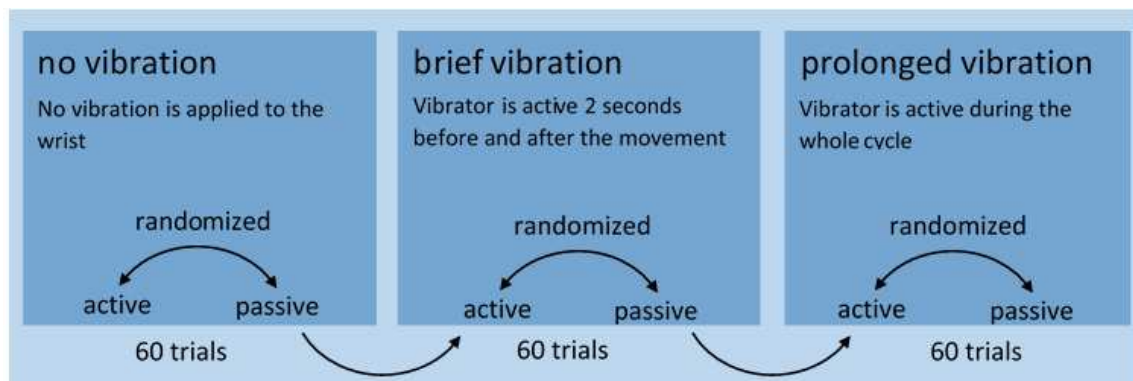 no vibration
No vibration is applied to the
wrist
randomized
active passive
60 trials
brief vibration
Vibrator is active 2 seconds
before and after the movement
randomized
active passive
60 trials
prolonged vibration
Vibrator is active during the
whole cycle
randomized
active passive
60 trials